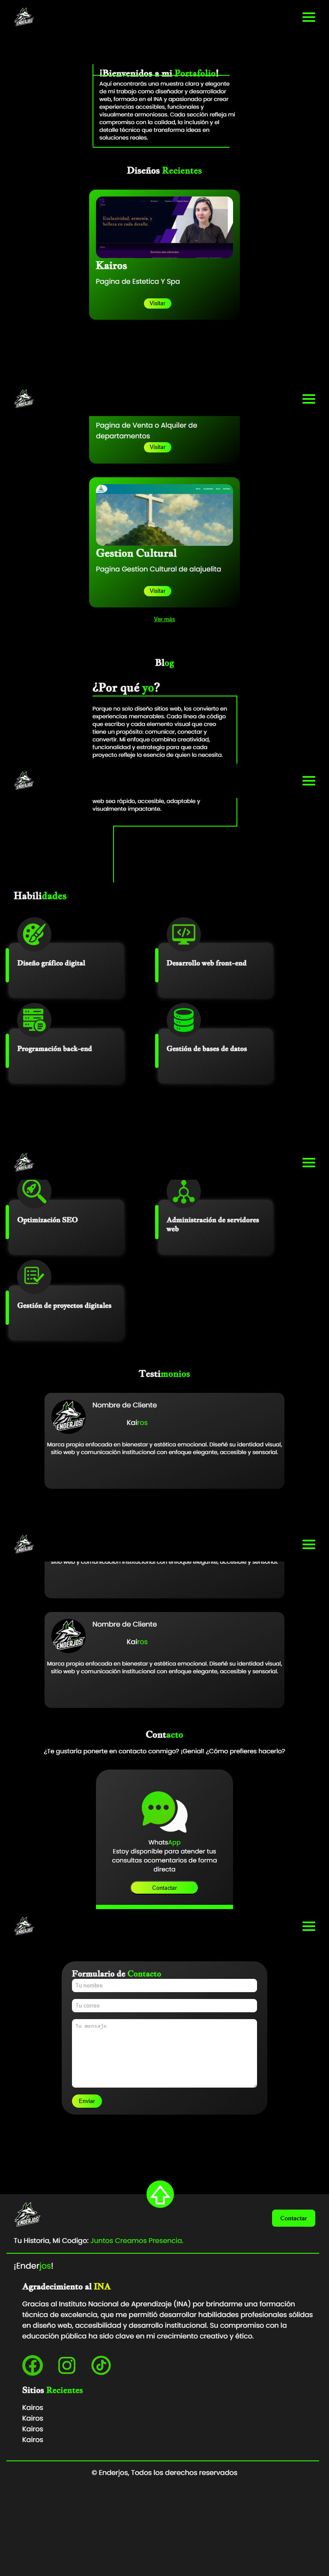 ENDERJOS!
¡Bienvenidos a mi Portafolio!
Aquí encontrarás una muestra clara y elegante
de mi trabajo como diseñador y desarrollador
web, formado en el INA y apasionado por crear
experiencias accesibles, funcionales y
visualmente armoniosas. Cada sección refleja mi
compromiso con la calidad, la inclusión y el
detalle técnico que transforma ideas en
soluciones reales.
Diseños Recientes
Exclusividad, armonía, y
belleza en cada detalle.
Kairos
Pagina de Estetica Y Spa
Visitar
ENDERJOS!
Pagina de Venta o Alquiler de
departamentos
Visitar
Gestion Cultural
Pagina Gestion Cultural de alajuelita
Visitar
Ver más
Blog
¿Por qué yo?
Porque no solo diseño sitios web, los convierto en
experiencias memorables. Cada línea de código
que escribo y cada elemento visual que creo
tiene un propósito: comunicar, conectar y
convertir. Mi enfoque combina creatividad,
funcionalidad y estrategia para que cada
proyecto refleje la esencia de quien lo necesita.
ENDERJOS!
web sea rápido, accesible, adaptable y
visualmente impactante.
Habilidades
Diseño gráfico digital
Desarrollo web front-end
Programación back-end
Gestión de bases de datos
ENDERJOS!
Optimización SEO
Administración de servidores
web
Gestión de proyectos digitales
Testimonios
ENDERJOS!
Nombre de Cliente
Kairos
Marca propia enfocada en bienestar y estética emocional. Diseñé su identidad visual,
sitio web y comunicación institucional con enfoque elegante, accesible y sensorial.
ENDERJOS!
sitio web y comunicación institucional con enfoque elegante, accesible y sensorial.
ENDERJOS!
Nombre de Cliente
Kairos
Marca propia enfocada en bienestar y estética emocional. Diseñé su identidad visual,
sitio web y comunicación institucional con enfoque elegante, accesible y sensorial.
Contacto
¿Te gustaría ponerte en contacto conmigo? ¡Genial! ¿Cómo prefieres hacerlo?
WhatsApp
Estoy disponible para atender tus
consultas ocomentarios de forma
directa
Contactar
ENDERJOS!
Formulario de Contacto
Tu nombre
Tu correo
Tu mensaje
Enviar
ENDERJOS!
Contactar
Tu Historia, Mi Codigo: Juntos Creamos Presencia.
¡Enderjos!
Agradecimiento al INA
Gracias al Instituto Nacional de Aprendizaje (INA) por brindarme una formación
técnica de excelencia, que me permitió desarrollar habilidades profesionales sólidas
en diseño web, accesibilidad y desarrollo institucional. Su compromiso con la
educación pública ha sido clave en mi crecimiento creativo y ético.
Sitios Recientes
Kairos
Kairos
Kairos
Kairos
© Enderjos, Todos los derechos reservados